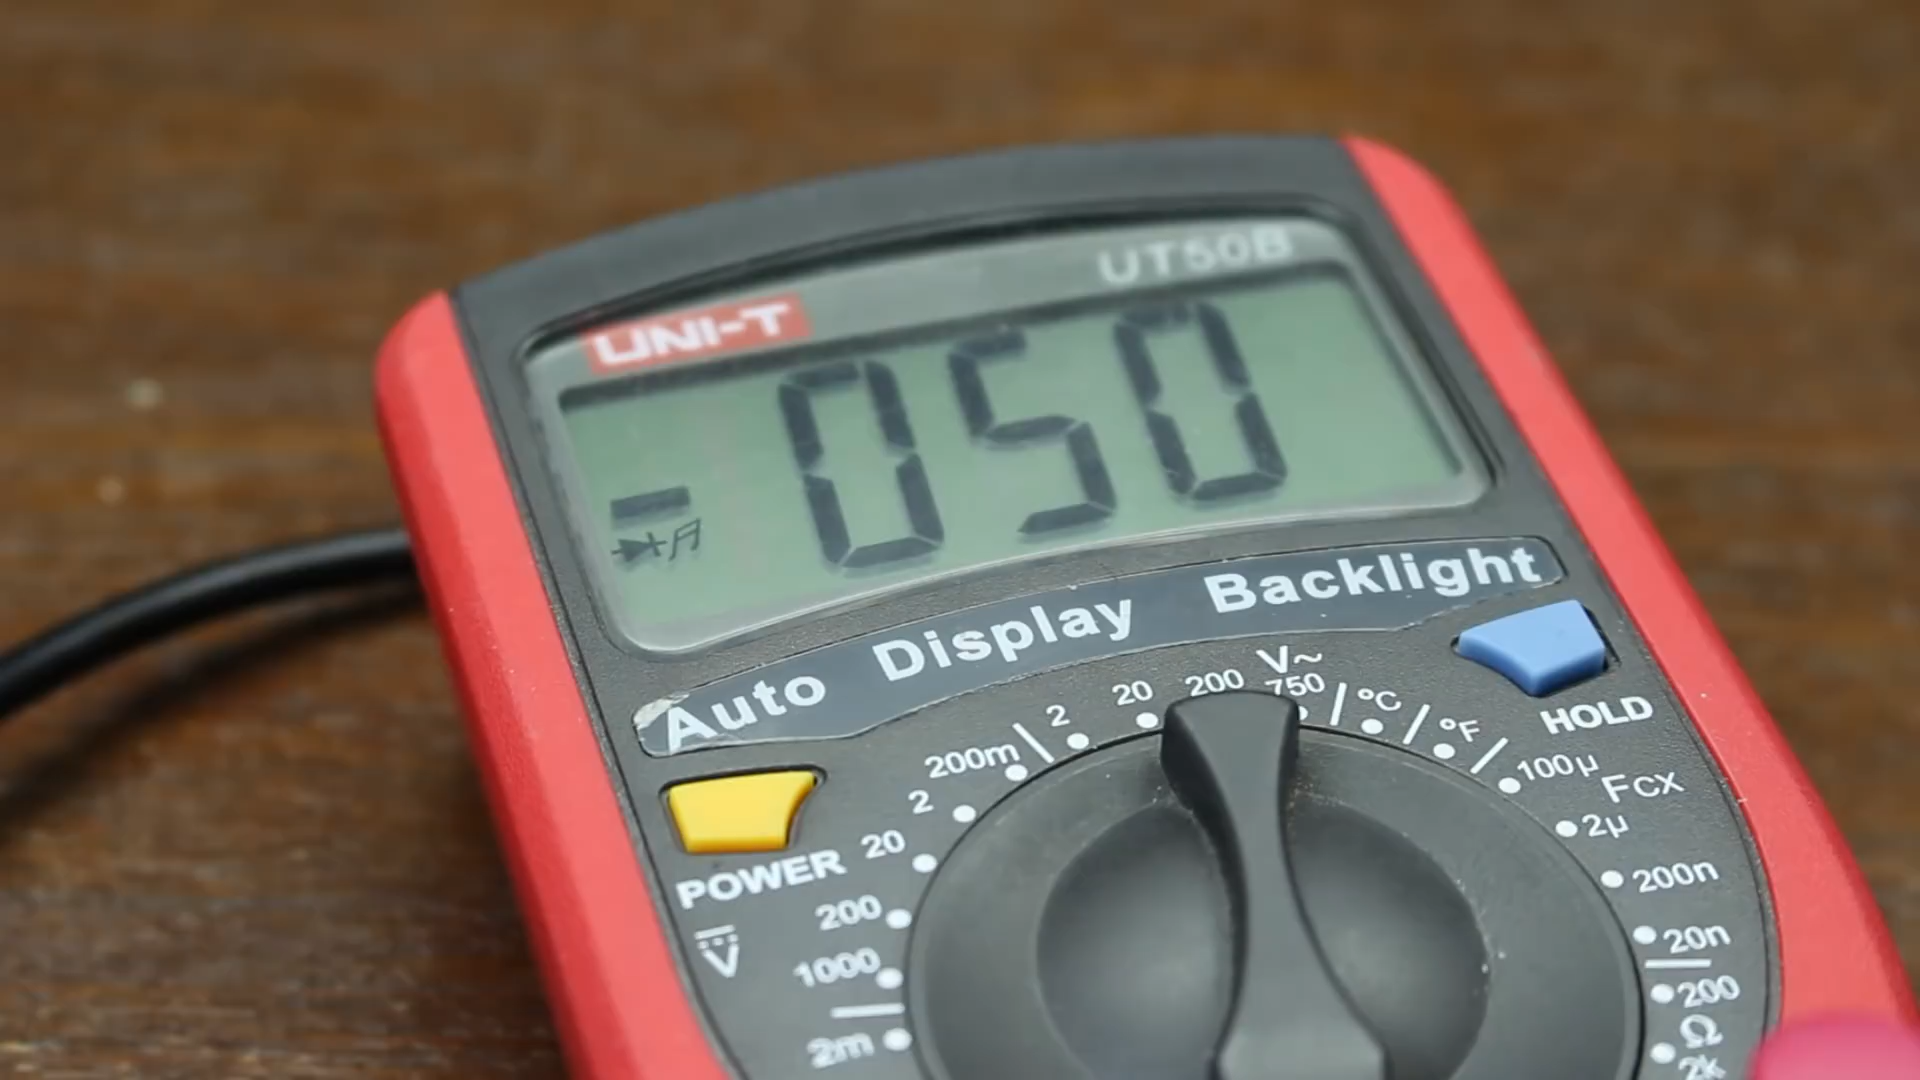 UT50B
UNI-T
-050
Auto Display Backlight
HOLD
POWER
V~
200m 2 20 200 750 °C °F
100µ
2µ
200n
20n
Fcx
2
20
200
1000
V
2m
200
Ω
2k